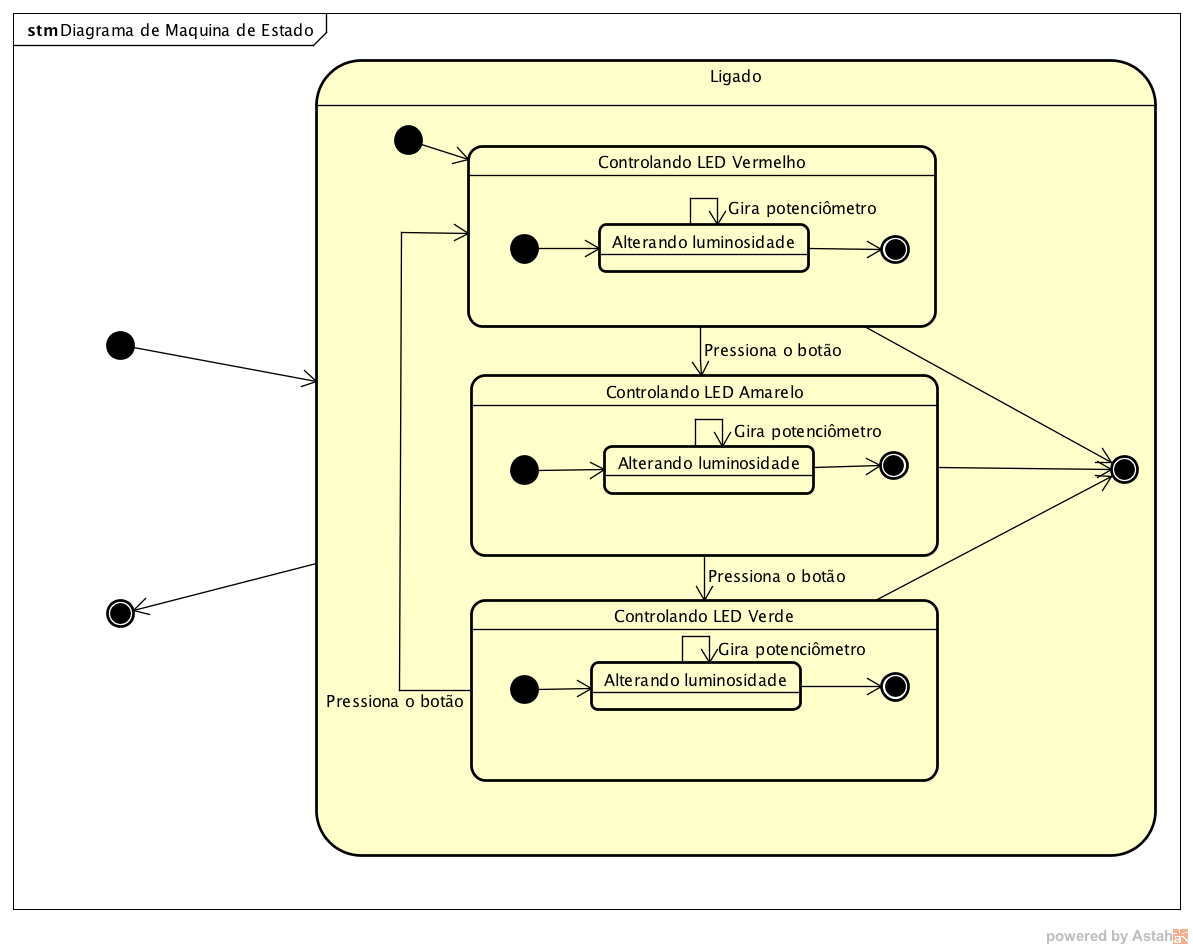 stm Diagrama de Maquina de Estado
Ligado
Controlando LED Vermelho
Gira potenciômetro
Alterando luminosidade
Pressiona o botão
Controlando LED Amarelo
Gira potenciômetro
Alterando luminosidade
Pressiona o botão
Controlando LED Verde
Gira potenciômetro
Alterando luminosidade
Pressiona o botão
powered by Astah